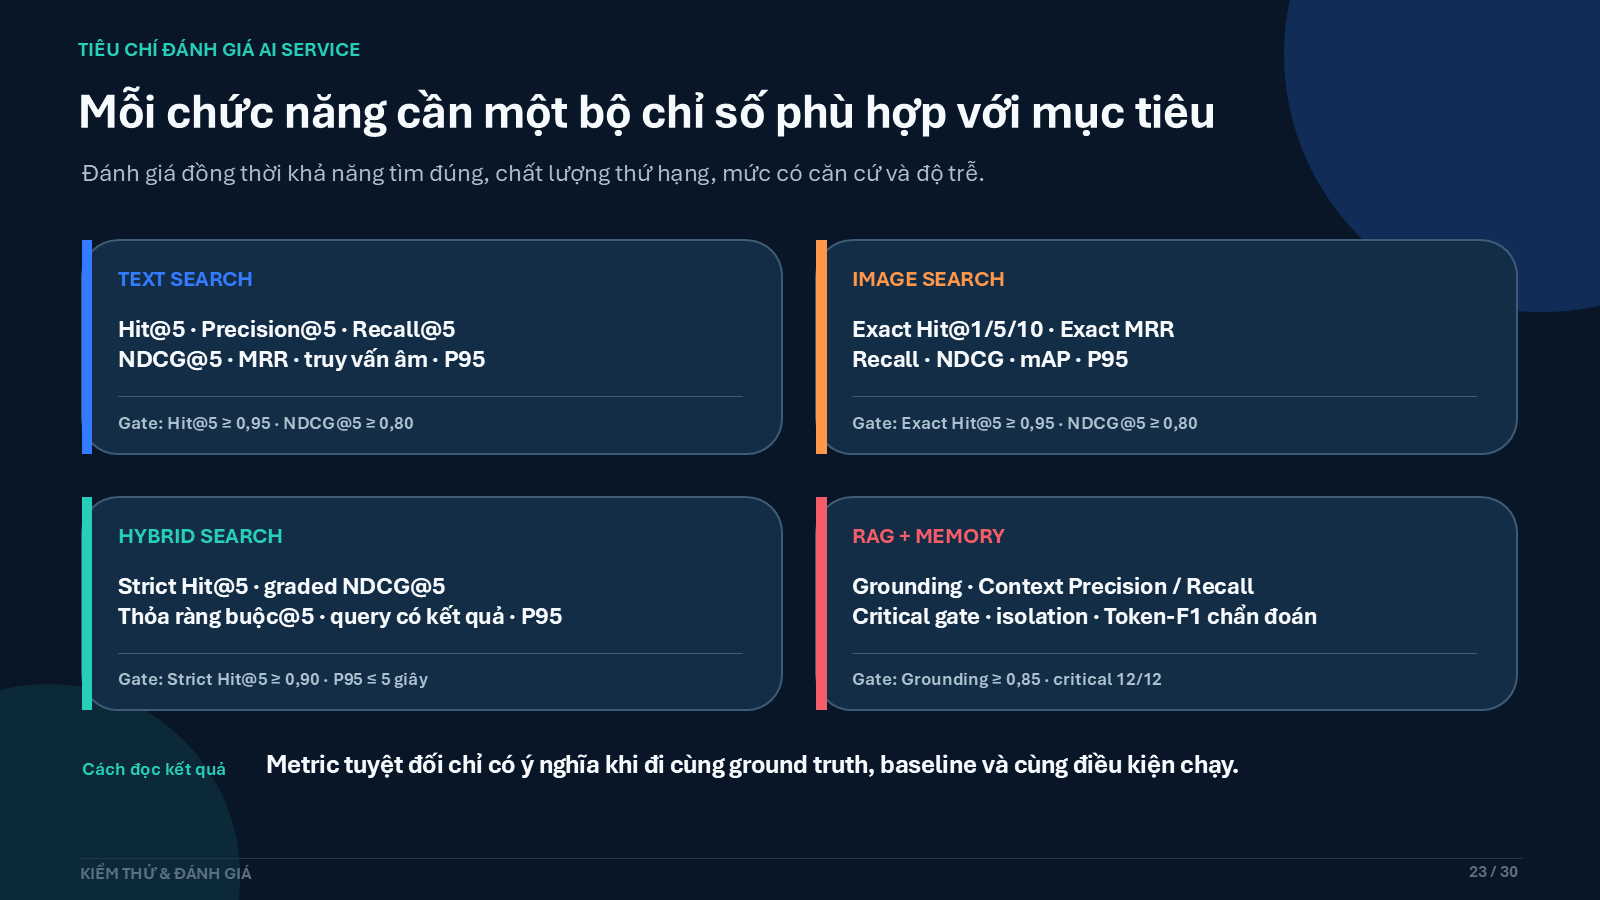 TIÊU CHÍ ĐÁNH GIÁ AI SERVICE
Mỗi chức năng cần một bộ chỉ số phù hợp với mục tiêu
Đánh giá đồng thời khả năng tìm đúng, chất lượng thứ hạng, mức có căn cứ và độ trễ.
TEXT SEARCH
Hit@5 · Precision@5 · Recall@5
NDCG@5 · MRR · truy vấn âm · P95
Gate: Hit@5 ≥ 0,95 · NDCG@5 ≥ 0,80
IMAGE SEARCH
Exact Hit@1/5/10 · Exact MRR
Recall · NDCG · mAP · P95
Gate: Exact Hit@5 ≥ 0,95 · NDCG@5 ≥ 0,80
HYBRID SEARCH
Strict Hit@5 · graded NDCG@5
Thỏa ràng buộc@5 · query có kết quả · P95
Gate: Strict Hit@5 ≥ 0,90 · P95 ≤ 5 giây
RAG + MEMORY
Grounding · Context Precision / Recall
Critical gate · isolation · Token-F1 chẩn đoán
Gate: Grounding ≥ 0,85 · critical 12/12
Cách đọc kết quả
Metric tuyệt đối chỉ có ý nghĩa khi đi cùng ground truth, baseline và cùng điều kiện chạy.
KIỂM THỬ & ĐÁNH GIÁ
23 / 30